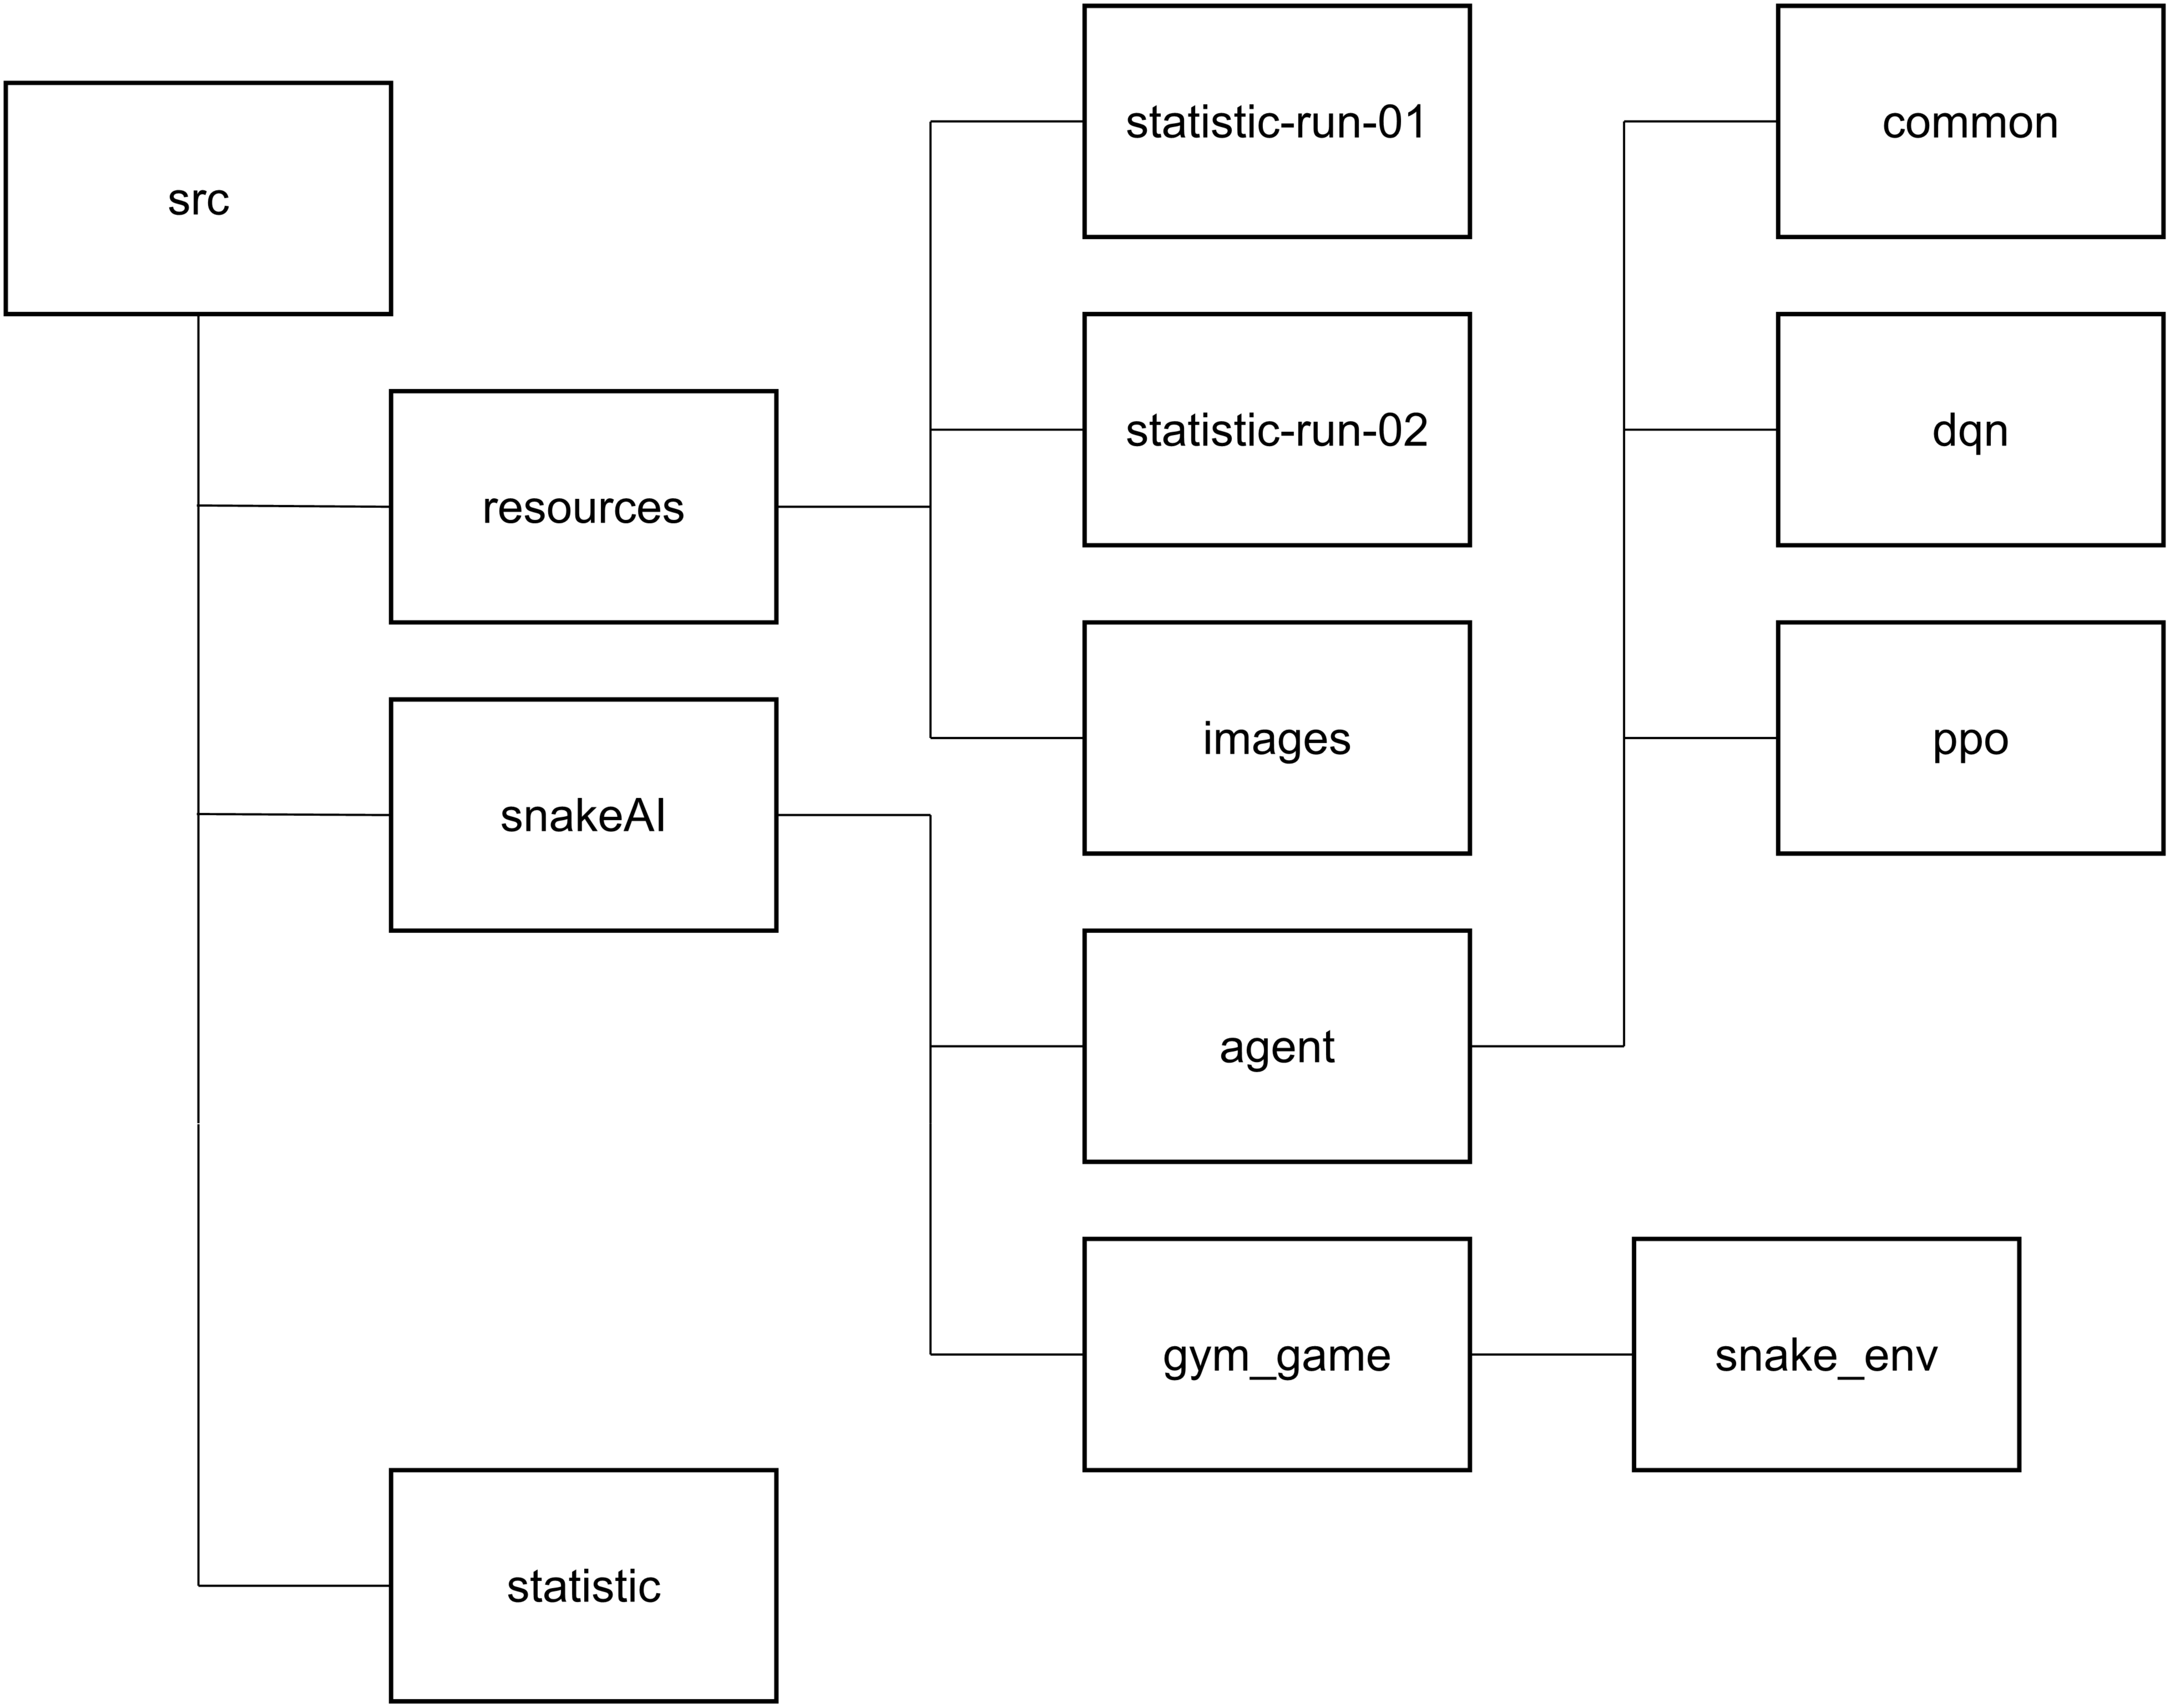 src
resources
snakeAI
statistic
statistic-run-01
statistic-run-02
images
agent
gym_game
common
dqn
ppo
snake_env